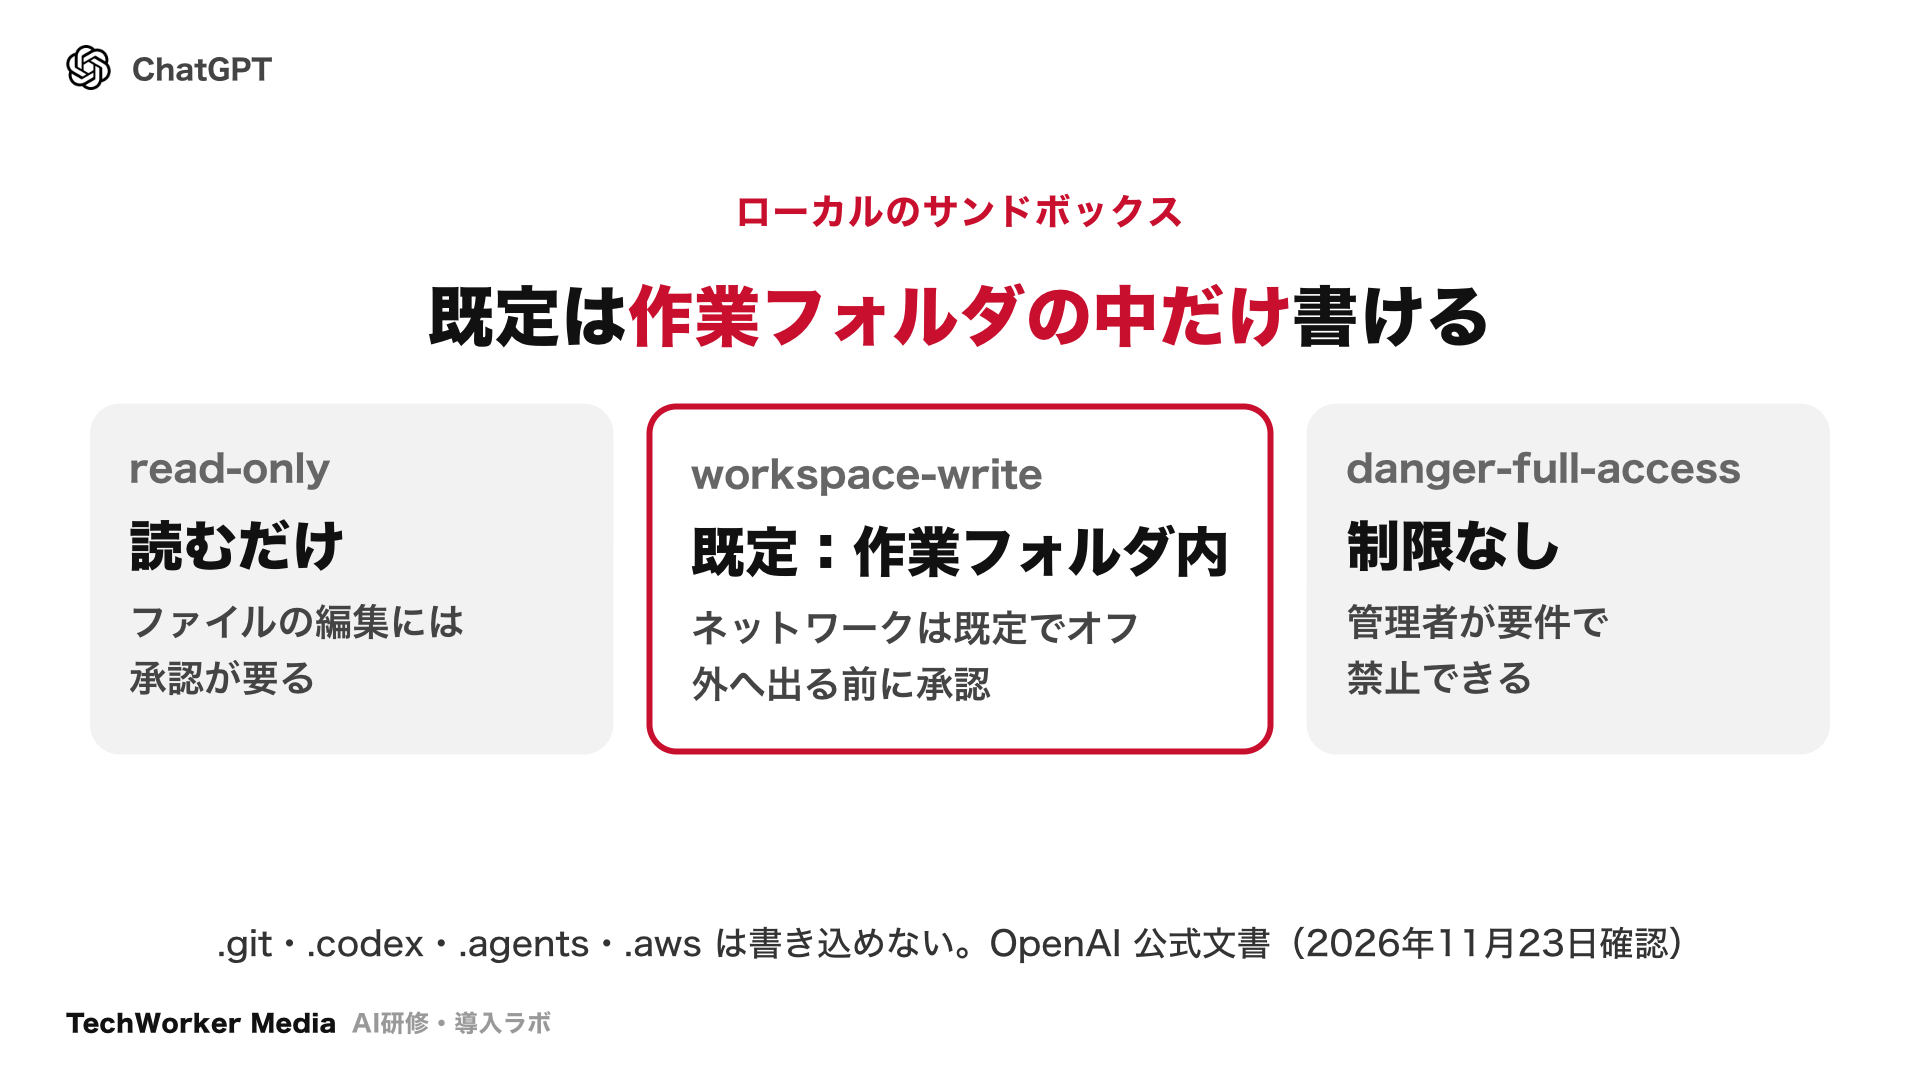 ChatGPT
ローカルのサンドボックス
既定は作業フォルダの中だけ書ける
read-only
読むだけ
ファイルの編集には
承認が要る
workspace-write
既定：作業フォルダ内
ネットワークは既定でオフ
外へ出る前に承認
danger-full-access
制限なし
管理者が要件で
禁止できる
.git・.codex・.agents・.aws は書き込めない。OpenAI 公式文書（2026年11月23日確認）
TechWorker Media AI研修・導入ラボ